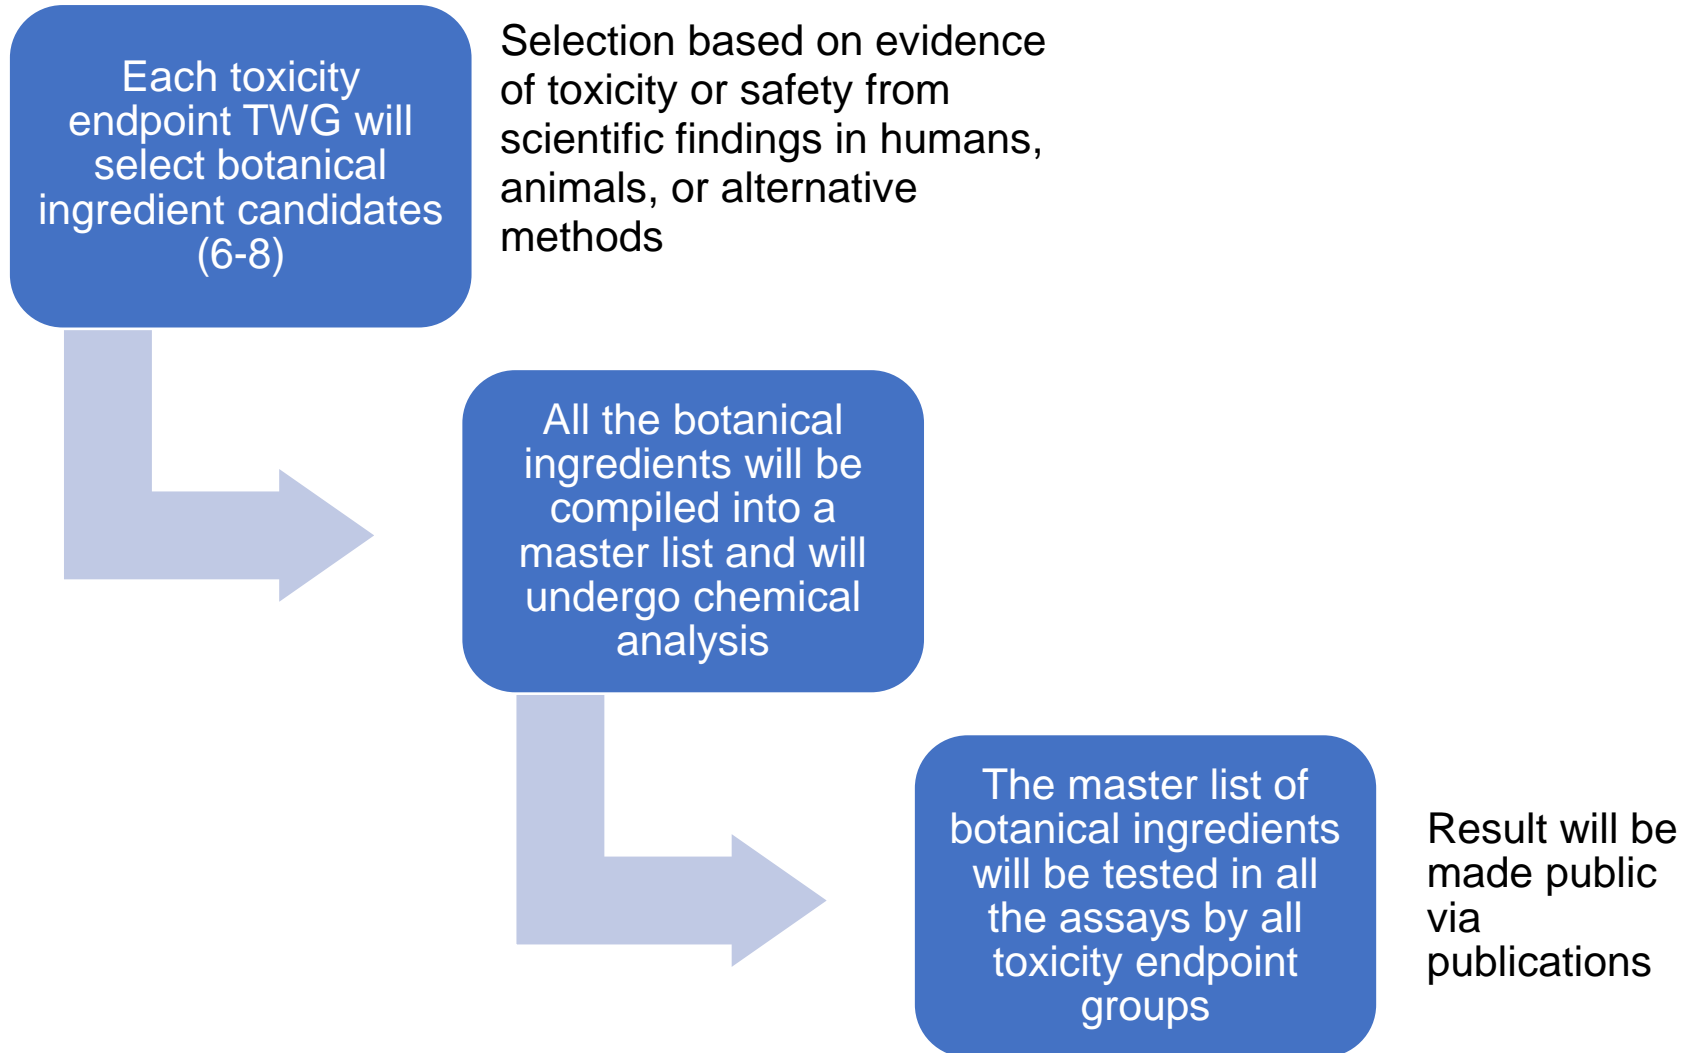 Each toxicity
endpoint TWG will
select botanical
ingredient candidates
(6-8)
Selection based on evidence
of toxicity or safety from
scientific findings in humans,
animals, or alternative
methods
All the botanical
ingredients will be
compiled into a
master list and will
undergo chemical
analysis
The master list of
botanical ingredients
will be tested in all
the assays by all
toxicity endpoint
groups
Result will be
made public
via
publications